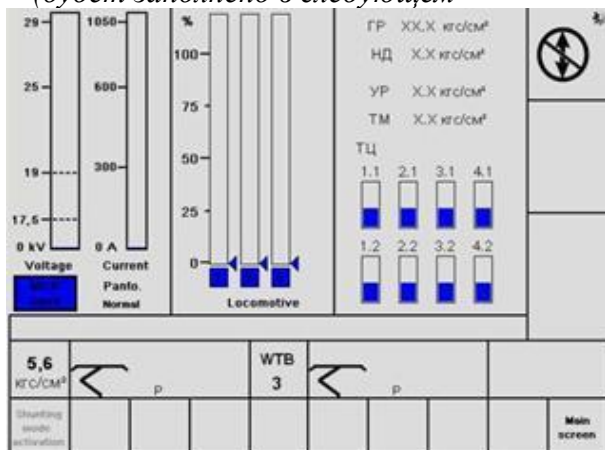 (будет заполнено в следующем
29 1050 % 100 75 50 25 0
25 600
19 300
17,5
0 kV 0 A
Voltage Current
Panto.
Normal
Locomotive
ГР XX.X кгс/см²
НД X.X кгс/см²
УР X.X кгс/см²
ТМ X.X кгс/см²
ТЦ
1.1 2.1 3.1 4.1
1.2 2.2 3.2 4.2
5,6
кгс/см²
P
WTB
3
P
Shunting
mode
activation
Main
screen